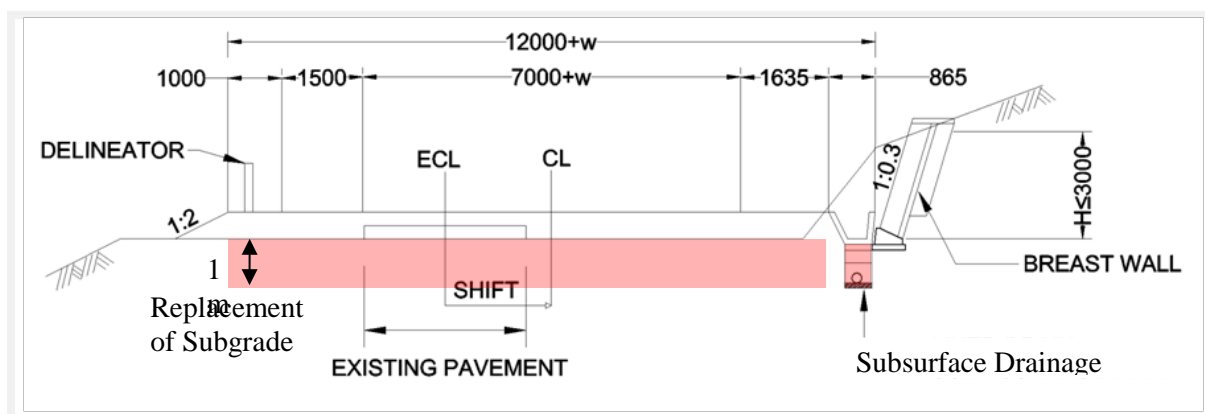 12000+w
1000
1500
7000+w
1635
865
DELINEATOR
ECL
CL
1:0.3
H≤3000
1:2
1
m
SHIFT
BREAST WALL
Replacement
of Subgrade
EXISTING PAVEMENT
Subsurface Drainage